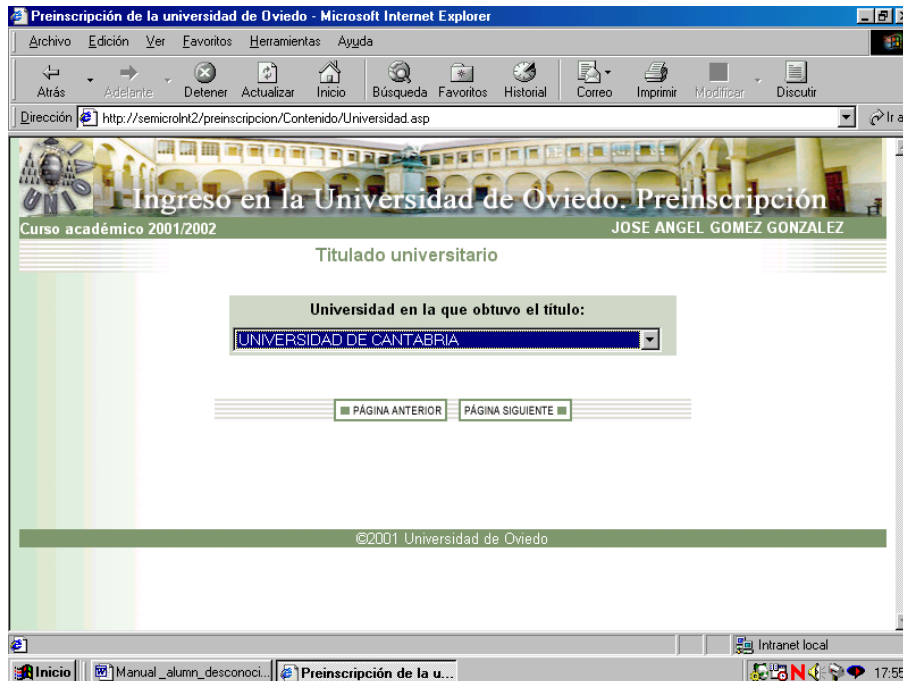 Preinscripción de la universidad de Oviedo - Microsoft Internet Explorer
Archivo Edición Ver Favoritos Herramientas Ayuda
Atrás Adelante Detener Actualizar Inicio Búsqueda Favoritos Historial Correo Imprimir Modificar Discutir
Dirección http://semicroInt2/preinscripcion/Contenido/Universidad.asp Ir a
Ingreso en la Universidad de Oviedo. Preinscripción
UNIO
Curso académico 2001/2002 JOSE ANGEL GOMEZ GONZALEZ
Titulado universitario
Universidad en la que obtuvo el título:
UNIVERSIDAD DE CANTABRIA
PÁGINA ANTERIOR PÁGINA SIGUIENTE
©2001 Universidad de Oviedo
Intranet local
Inicio Manual_alumn_desconoci... Preinscripción de la u... 17:55